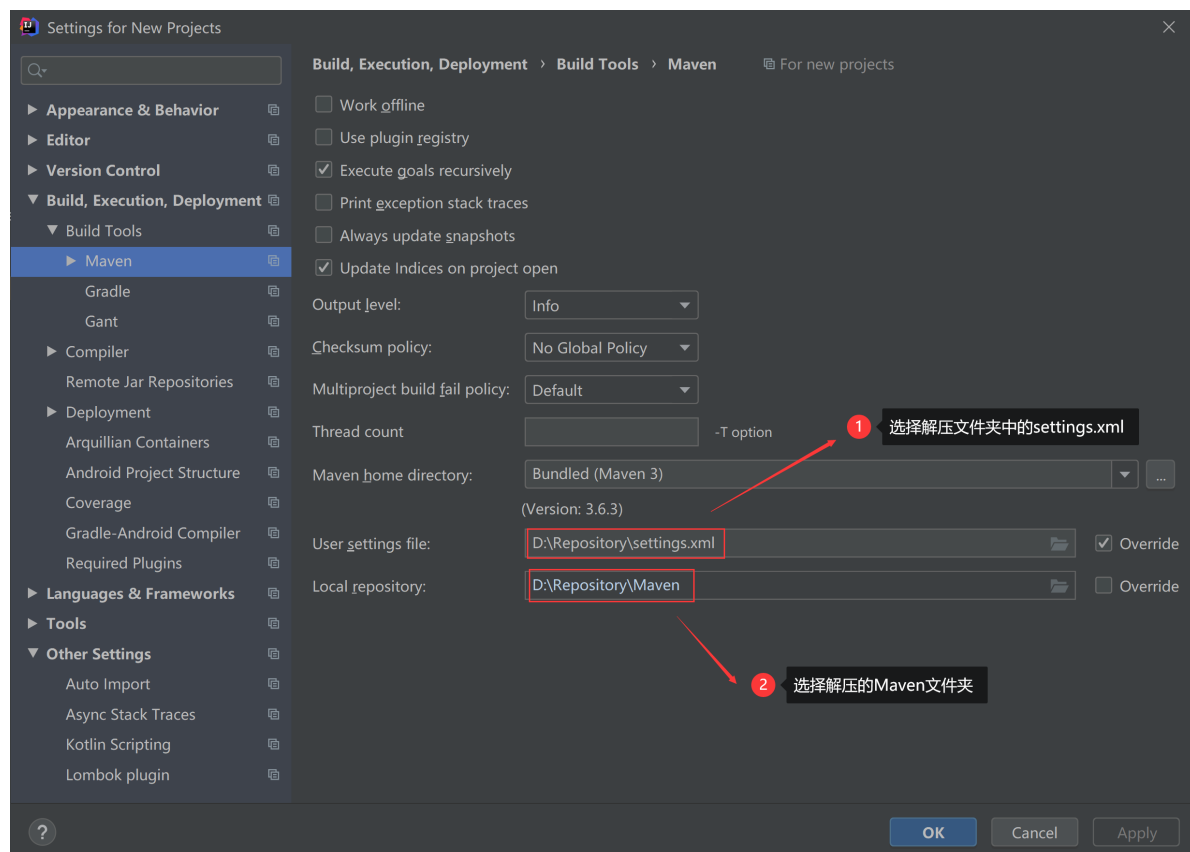 Settings for New Projects
Appearance & Behavior
Editor
Version Control
Build, Execution, Deployment
Build Tools
Maven
Gradle
Gant
Compiler
Remote Jar Repositories
Deployment
Arquillian Containers
Android Project Structure
Coverage
Gradle-Android Compiler
Required Plugins
Languages & Frameworks
Tools
Other Settings
Auto Import
Async Stack Traces
Kotlin Scripting
Lombok plugin
Build, Execution, Deployment › Build Tools › Maven For new projects
Work offline
Use plugin registry
Execute goals recursively
Print exception stack traces
Always update snapshots
Update Indices on project open
Output level: Info
Checksum policy: No Global Policy
Multiproject build fail policy: Default
Thread count -T option
1 选择解压文件夹中的settings.xml
Maven home directory: Bundled (Maven 3) ...
(Version: 3.6.3)
User settings file: D:\Repository\settings.xml Override
Local repository: D:\Repository\Maven Override
2 选择解压的Maven文件夹
? OK Cancel Apply